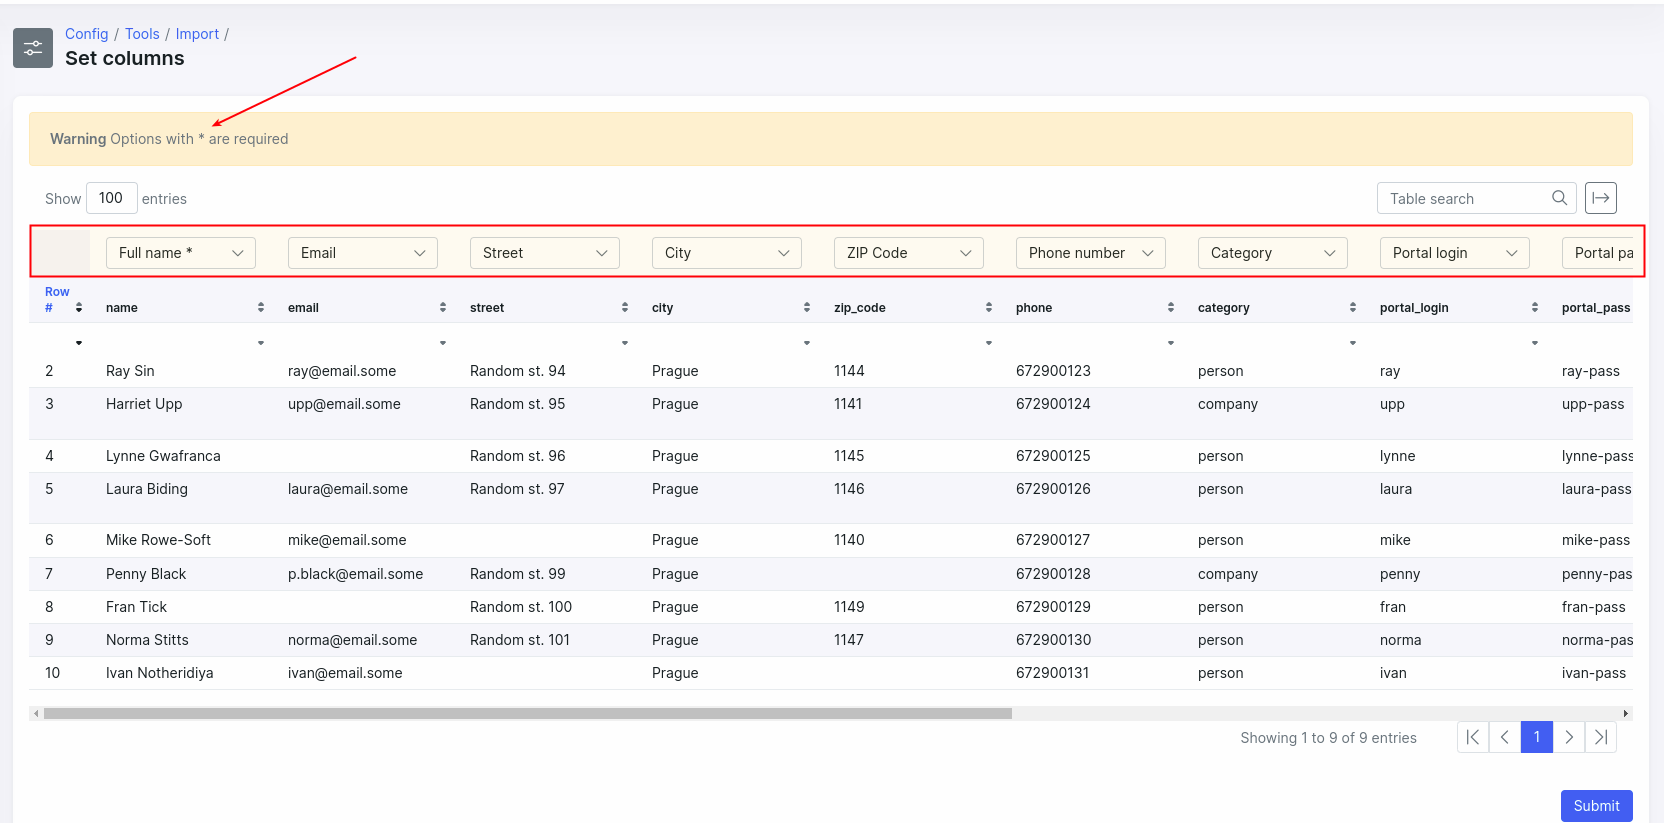 Config / Tools / Import /
Set columns
Warning Options with * are required
Show 100 entries
Table search
Full name * Email Street City ZIP Code Phone number Category Portal login Portal pa
Row # name email street city zip_code phone category portal_login portal_pass
2 Ray Sin ray@email.some Random st. 94 Prague 1144 672900123 person ray ray-pass
3 Harriet Upp upp@email.some Random st. 95 Prague 1141 672900124 company upp upp-pass
4 Lynne Gwafranca Random st. 96 Prague 1145 672900125 person lynne lynne-pass
5 Laura Biding laura@email.some Random st. 97 Prague 1146 672900126 person laura laura-pass
6 Mike Rowe-Soft mike@email.some Prague 1140 672900127 person mike mike-pass
7 Penny Black p.black@email.some Random st. 99 Prague 672900128 company penny penny-pas
8 Fran Tick Random st. 100 Prague 1149 672900129 person fran fran-pass
9 Norma Stitts norma@email.some Random st. 101 Prague 1147 672900130 person norma norma-pas
10 Ivan Notheridiya ivan@email.some Prague 672900131 person ivan ivan-pass
Showing 1 to 9 of 9 entries
1
Submit